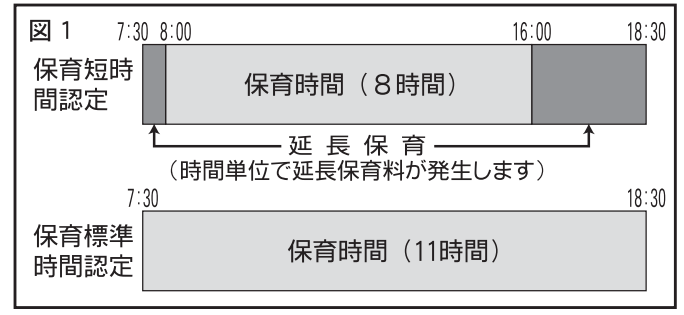 図1
7:30 8:00 16:00 18:30
保育短時
間認定
保育時間（8時間）
延長保育
（時間単位で延長保育料が発生します）
7:30 18:30
保育標準
時間認定
保育時間（11時間）